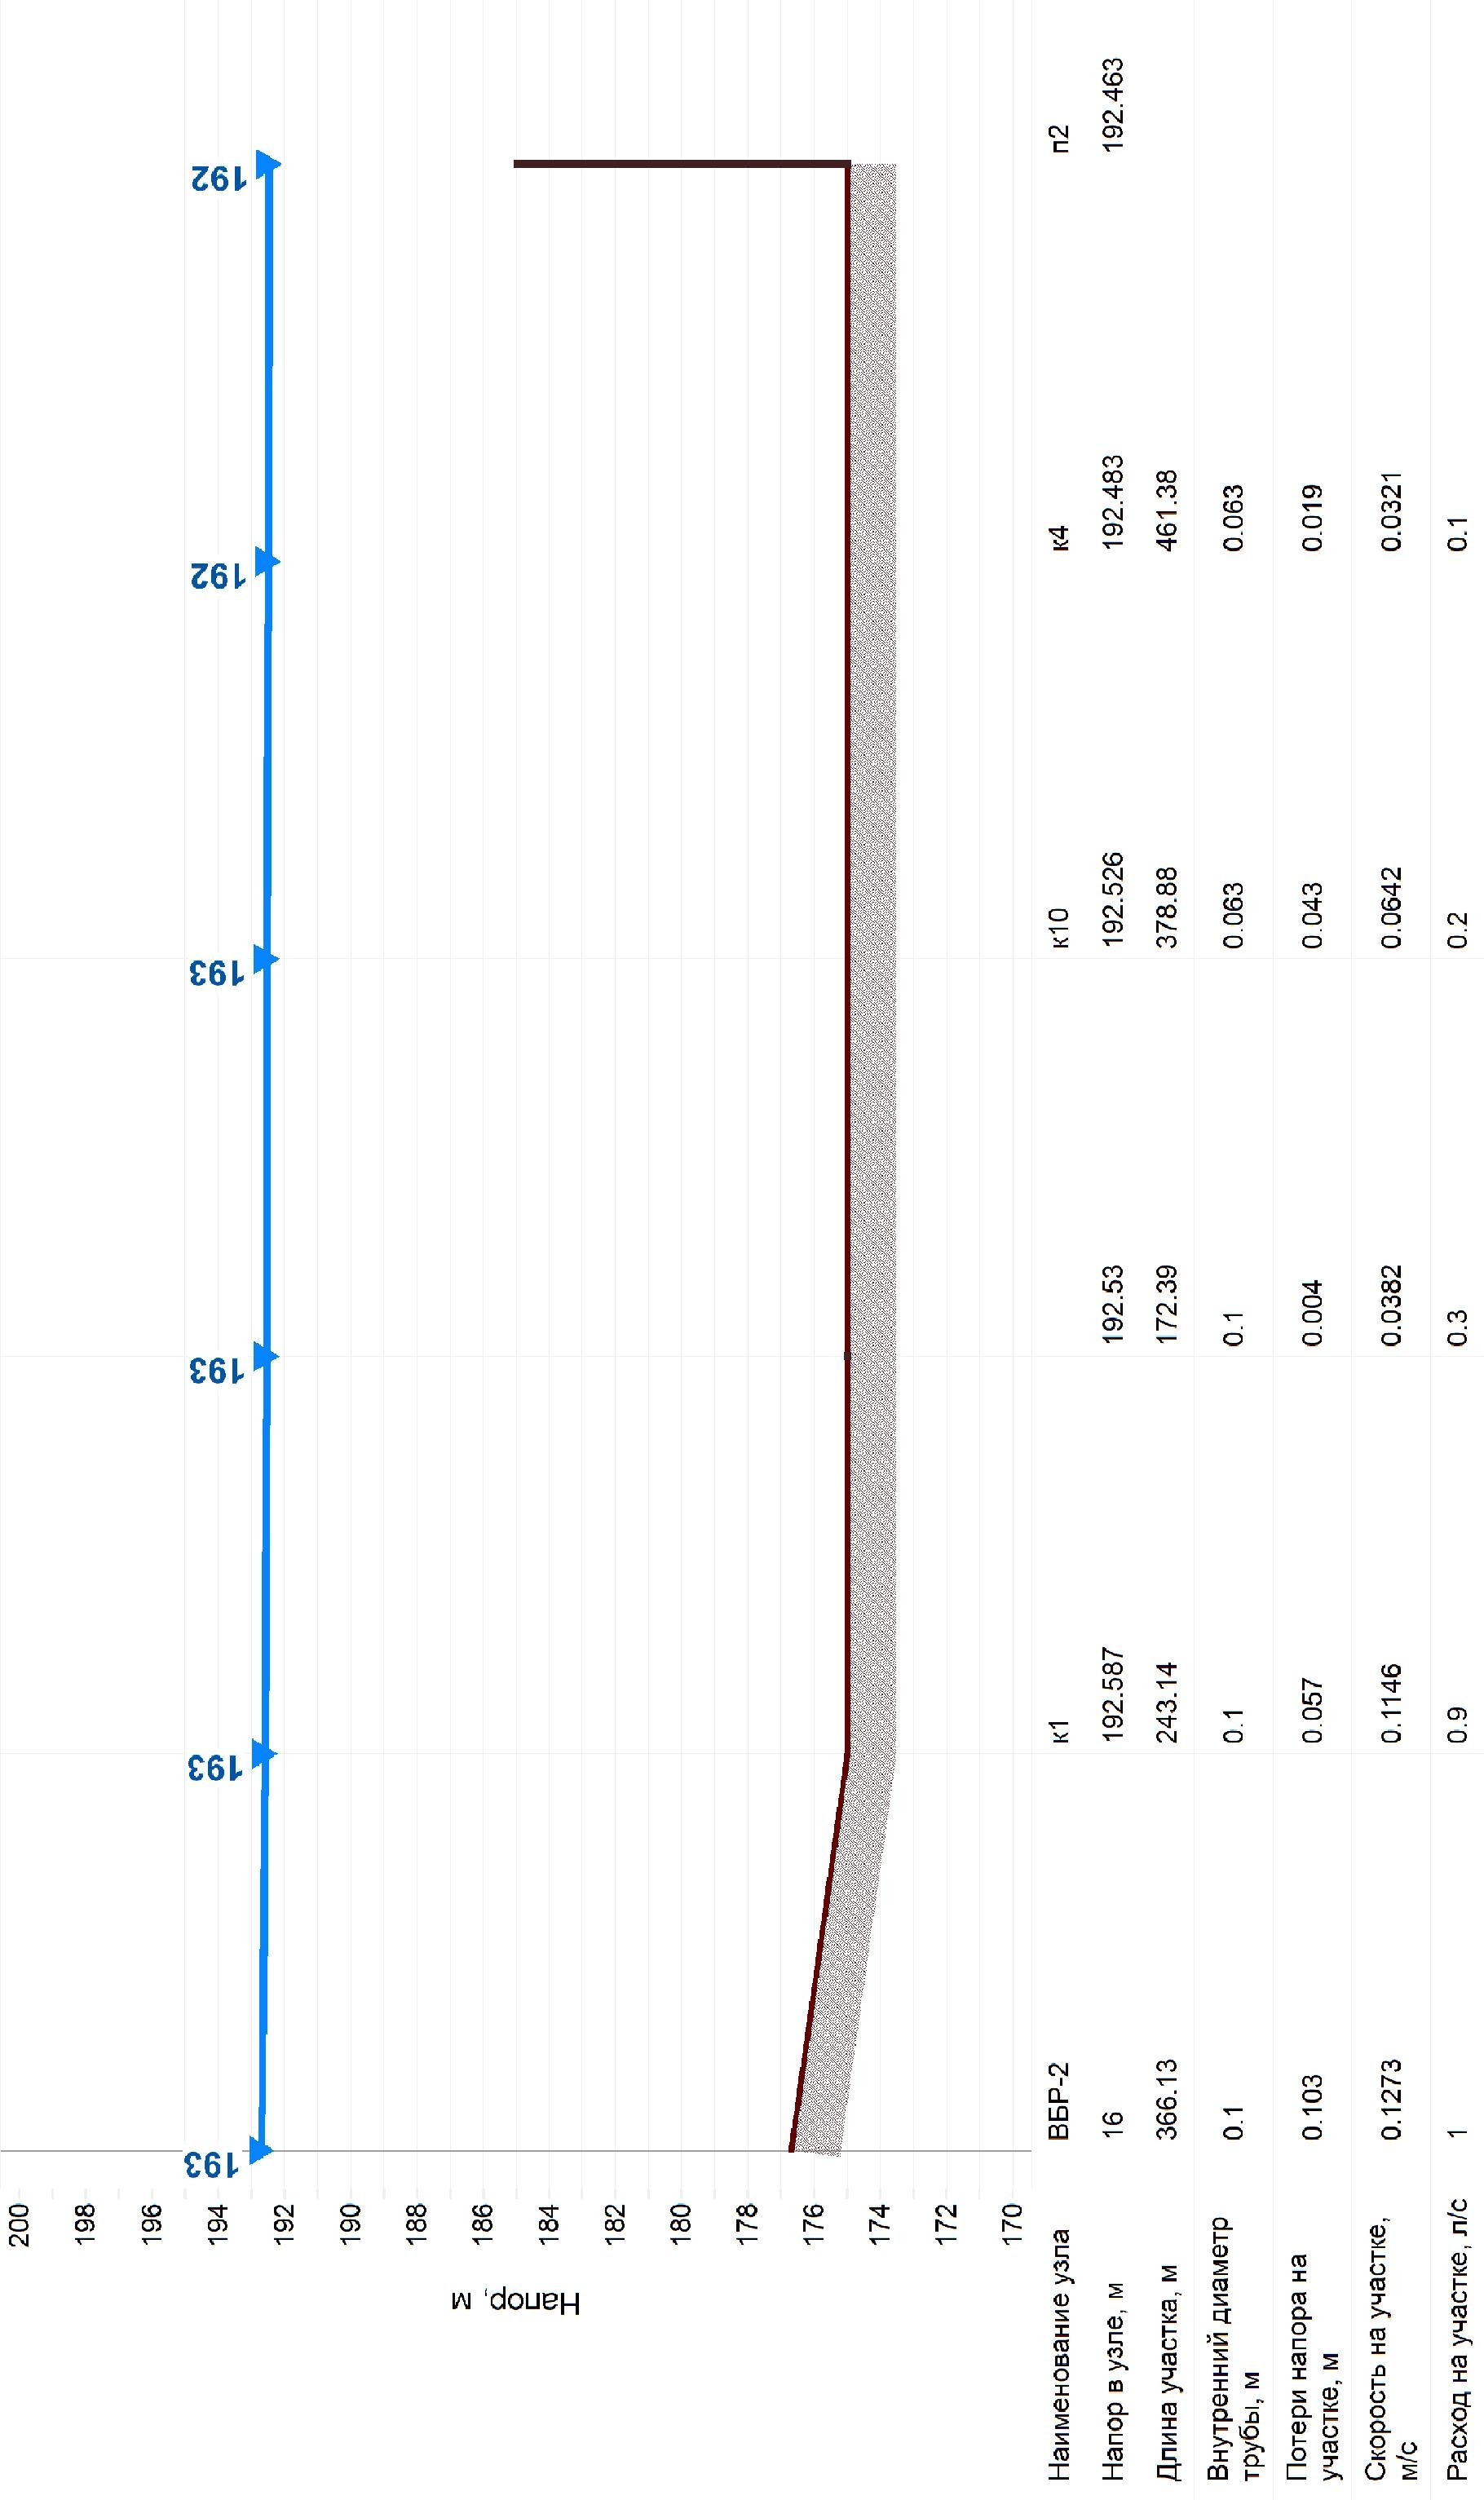 Напор, м
200
198
196
194
192
190
188
186
184
182
180
178
176
174
172
170
193
193
193
193
192
192
Наименование узла ВБР-2 к1 к10 к4 п2
Напор в узле, м 16 192.587 192.53 192.526 192.483 192.463
Длина участка, м 366.13 243.14 172.39 378.88 461.38
Внутренний диаметр
трубы, м 0.1 0.1 0.1 0.063 0.063
Потери напора на
участке, м 0.103 0.057 0.004 0.043 0.019
Скорость на участке,
м/с 0.1273 0.1146 0.0382 0.0642 0.0321
Расход на участке, л/с 1 0.9 0.3 0.2 0.1